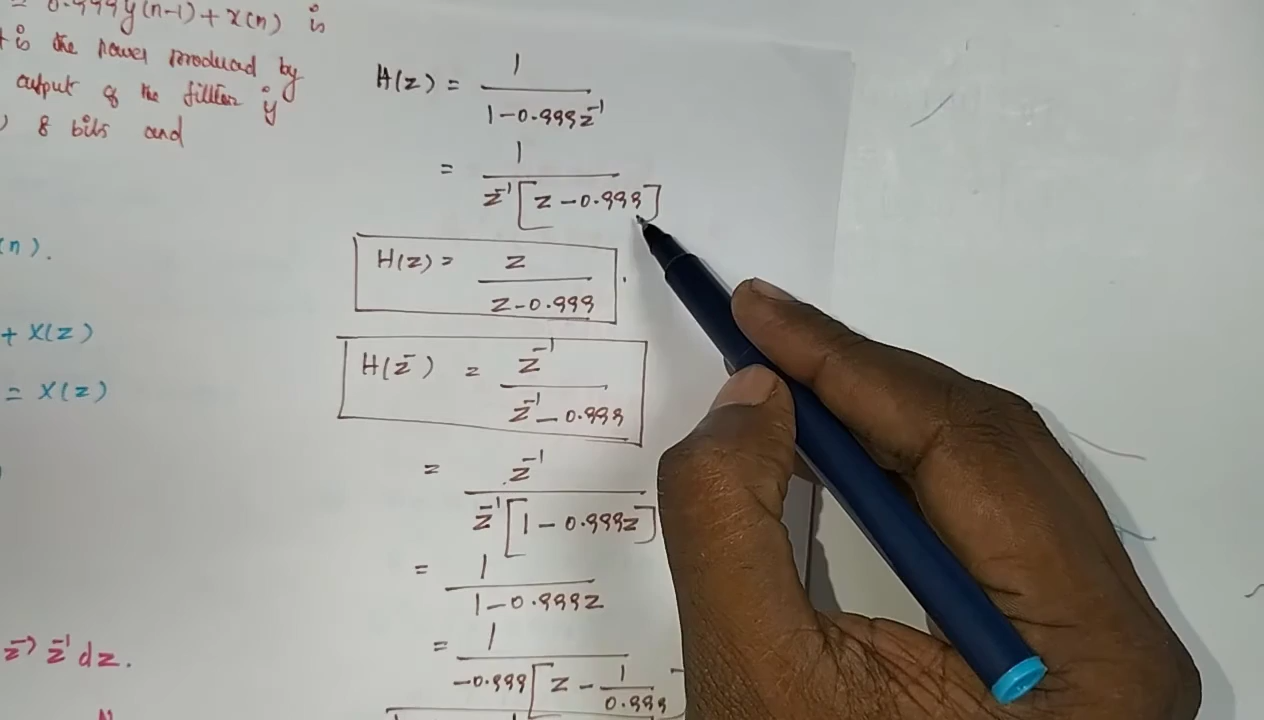 = 0.999y(n-1) + x(n) is
is the power produced by
output of the filter y
) 8 bits and
(n).
+ X(z)
= X(z)
z⁻¹) z⁻¹ dz.
H(z) = 1 / 1-0.999z⁻¹
= 1 / z⁻¹[z-0.999]
H(z) = z / z-0.999 .
H(z⁻) = z⁻¹ / z⁻¹-0.999
= z⁻¹ / z⁻¹[1-0.999z]
= 1 / 1-0.999z
= 1 / -0.999[z - 1 / 0.999